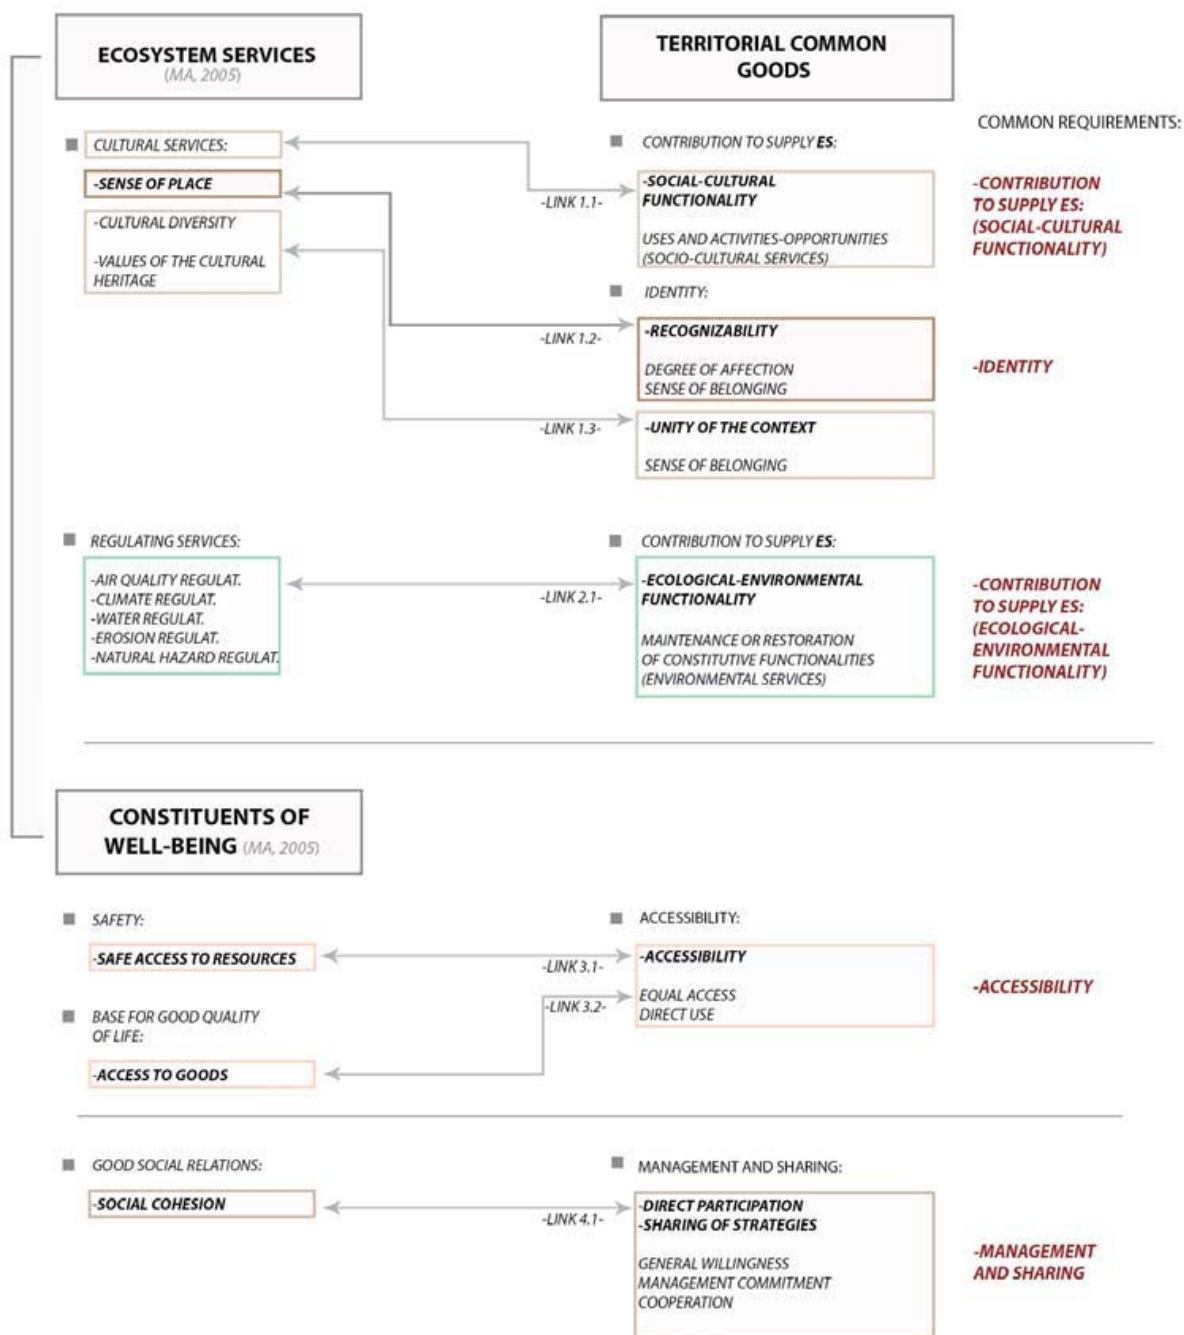 ECOSYSTEM SERVICES
(MA, 2005)
TERRITORIAL COMMON
GOODS
COMMON REQUIREMENTS:
CULTURAL SERVICES:
-SENSE OF PLACE
-CULTURAL DIVERSITY
-VALUES OF THE CULTURAL
HERITAGE
-LINK 1.1-
CONTRIBUTION TO SUPPLY ES:
-SOCIAL-CULTURAL
FUNCTIONALITY
USES AND ACTIVITIES-OPPORTUNITIES
(SOCIO-CULTURAL SERVICES)
-CONTRIBUTION
TO SUPPLY ES:
(SOCIAL-CULTURAL
FUNCTIONALITY)
IDENTITY:
-LINK 1.2-
-RECOGNIZABILITY
DEGREE OF AFFECTION
SENSE OF BELONGING
-IDENTITY
-LINK 1.3-
-UNITY OF THE CONTEXT
SENSE OF BELONGING
REGULATING SERVICES:
-AIR QUALITY REGULAT.
-CLIMATE REGULAT.
-WATER REGULAT.
-EROSION REGULAT.
-NATURAL HAZARD REGULAT.
-LINK 2.1-
CONTRIBUTION TO SUPPLY ES:
-ECOLOGICAL-ENVIRONMENTAL
FUNCTIONALITY
MAINTENANCE OR RESTORATION
OF CONSTITUTIVE FUNCTIONALITIES
(ENVIRONMENTAL SERVICES)
-CONTRIBUTION
TO SUPPLY ES:
(ECOLOGICAL-
ENVIRONMENTAL
FUNCTIONALITY)
CONSTITUENTS OF
WELL-BEING (MA, 2005)
SAFETY:
-SAFE ACCESS TO RESOURCES
BASE FOR GOOD QUALITY
OF LIFE:
-ACCESS TO GOODS
-LINK 3.1-
-LINK 3.2-
ACCESSIBILITY:
-ACCESSIBILITY
EQUAL ACCESS
DIRECT USE
-ACCESSIBILITY
GOOD SOCIAL RELATIONS:
-SOCIAL COHESION
-LINK 4.1-
MANAGEMENT AND SHARING:
-DIRECT PARTICIPATION
-SHARING OF STRATEGIES
GENERAL WILLINGNESS
MANAGEMENT COMMITMENT
COOPERATION
-MANAGEMENT
AND SHARING